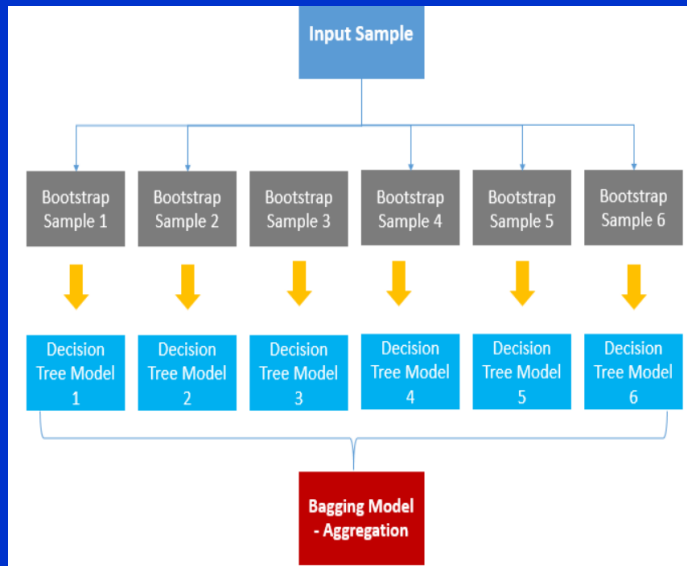 Input Sample
Bootstrap
Sample 1
Bootstrap
Sample 2
Bootstrap
Sample 3
Bootstrap
Sample 4
Bootstrap
Sample 5
Bootstrap
Sample 6
Decision
Tree Model
1
Decision
Tree Model
2
Decision
Tree Model
3
Decision
Tree Model
4
Decision
Tree Model
5
Decision
Tree Model
6
Bagging Model
- Aggregation